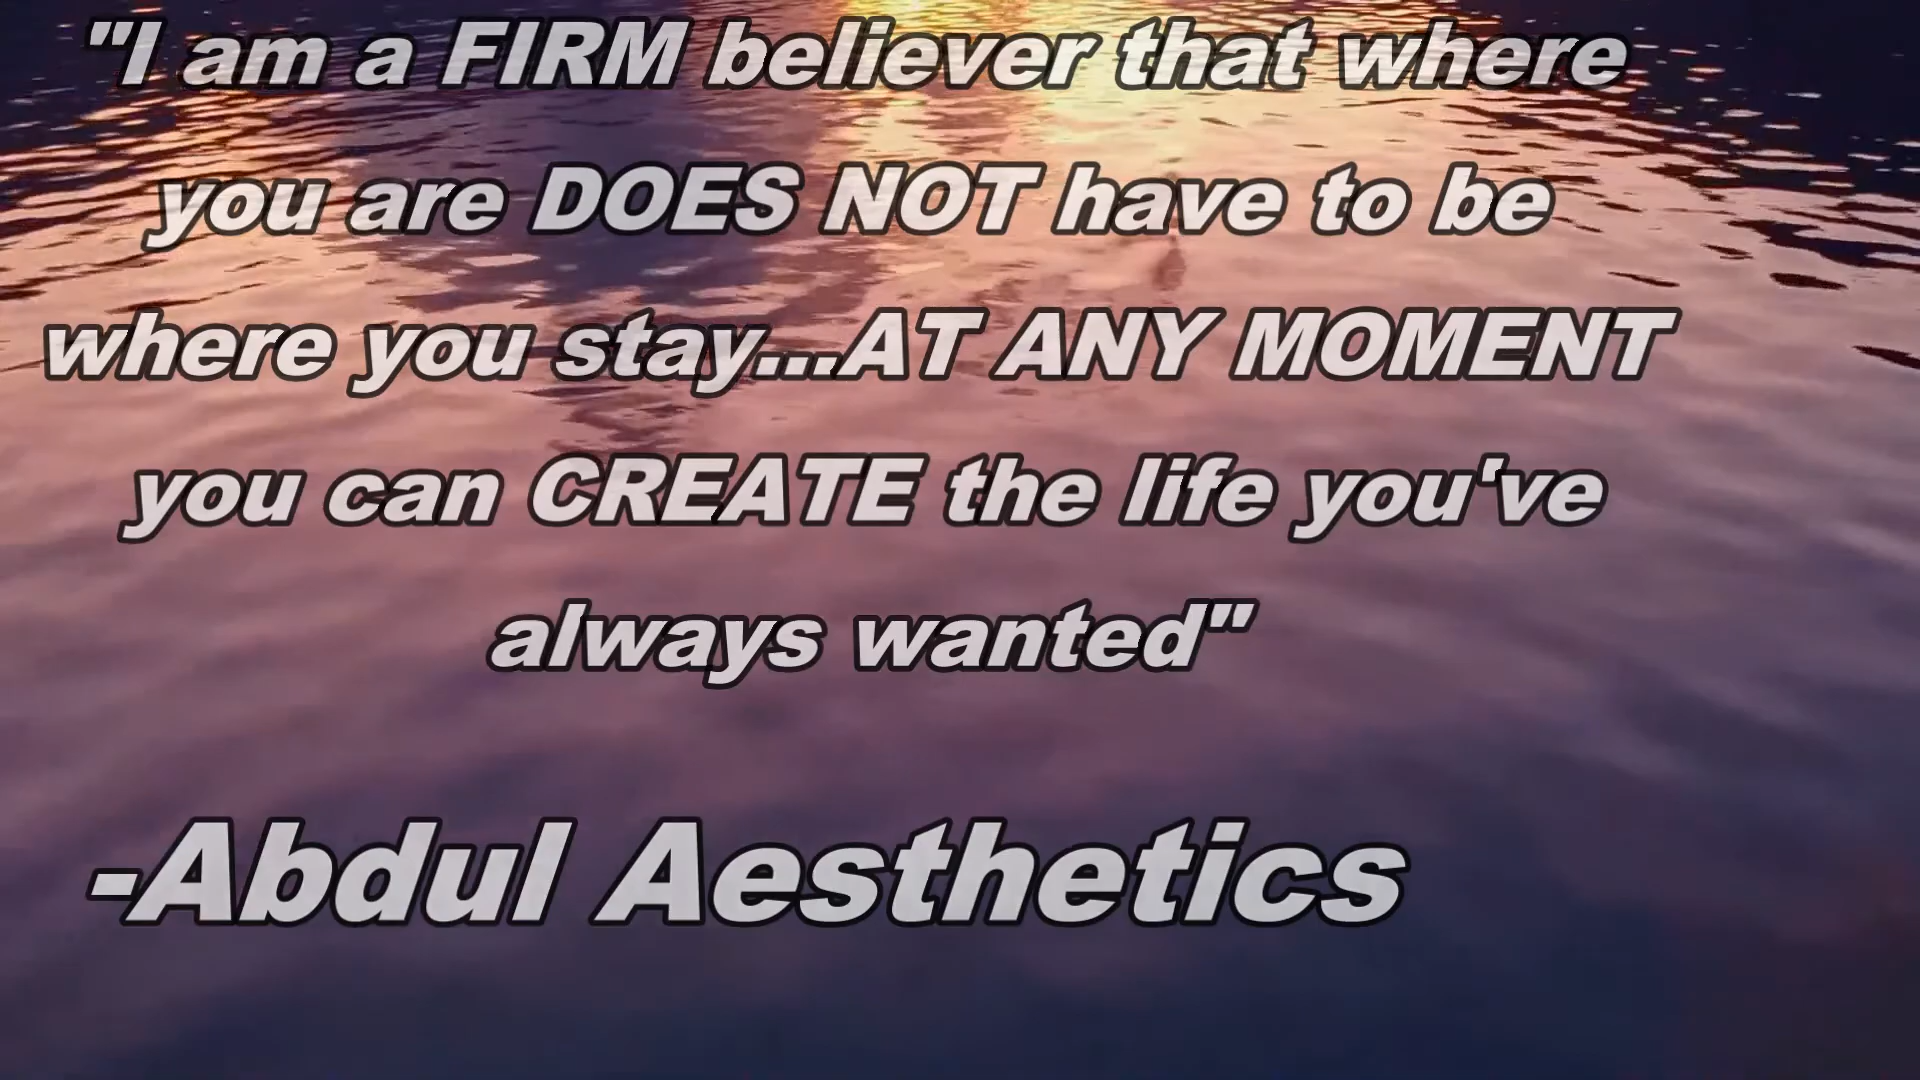 "I am a FIRM believer that where
you are DOES NOT have to be
where you stay...AT ANY MOMENT
you can CREATE the life you've
always wanted"
-Abdul Aesthetics